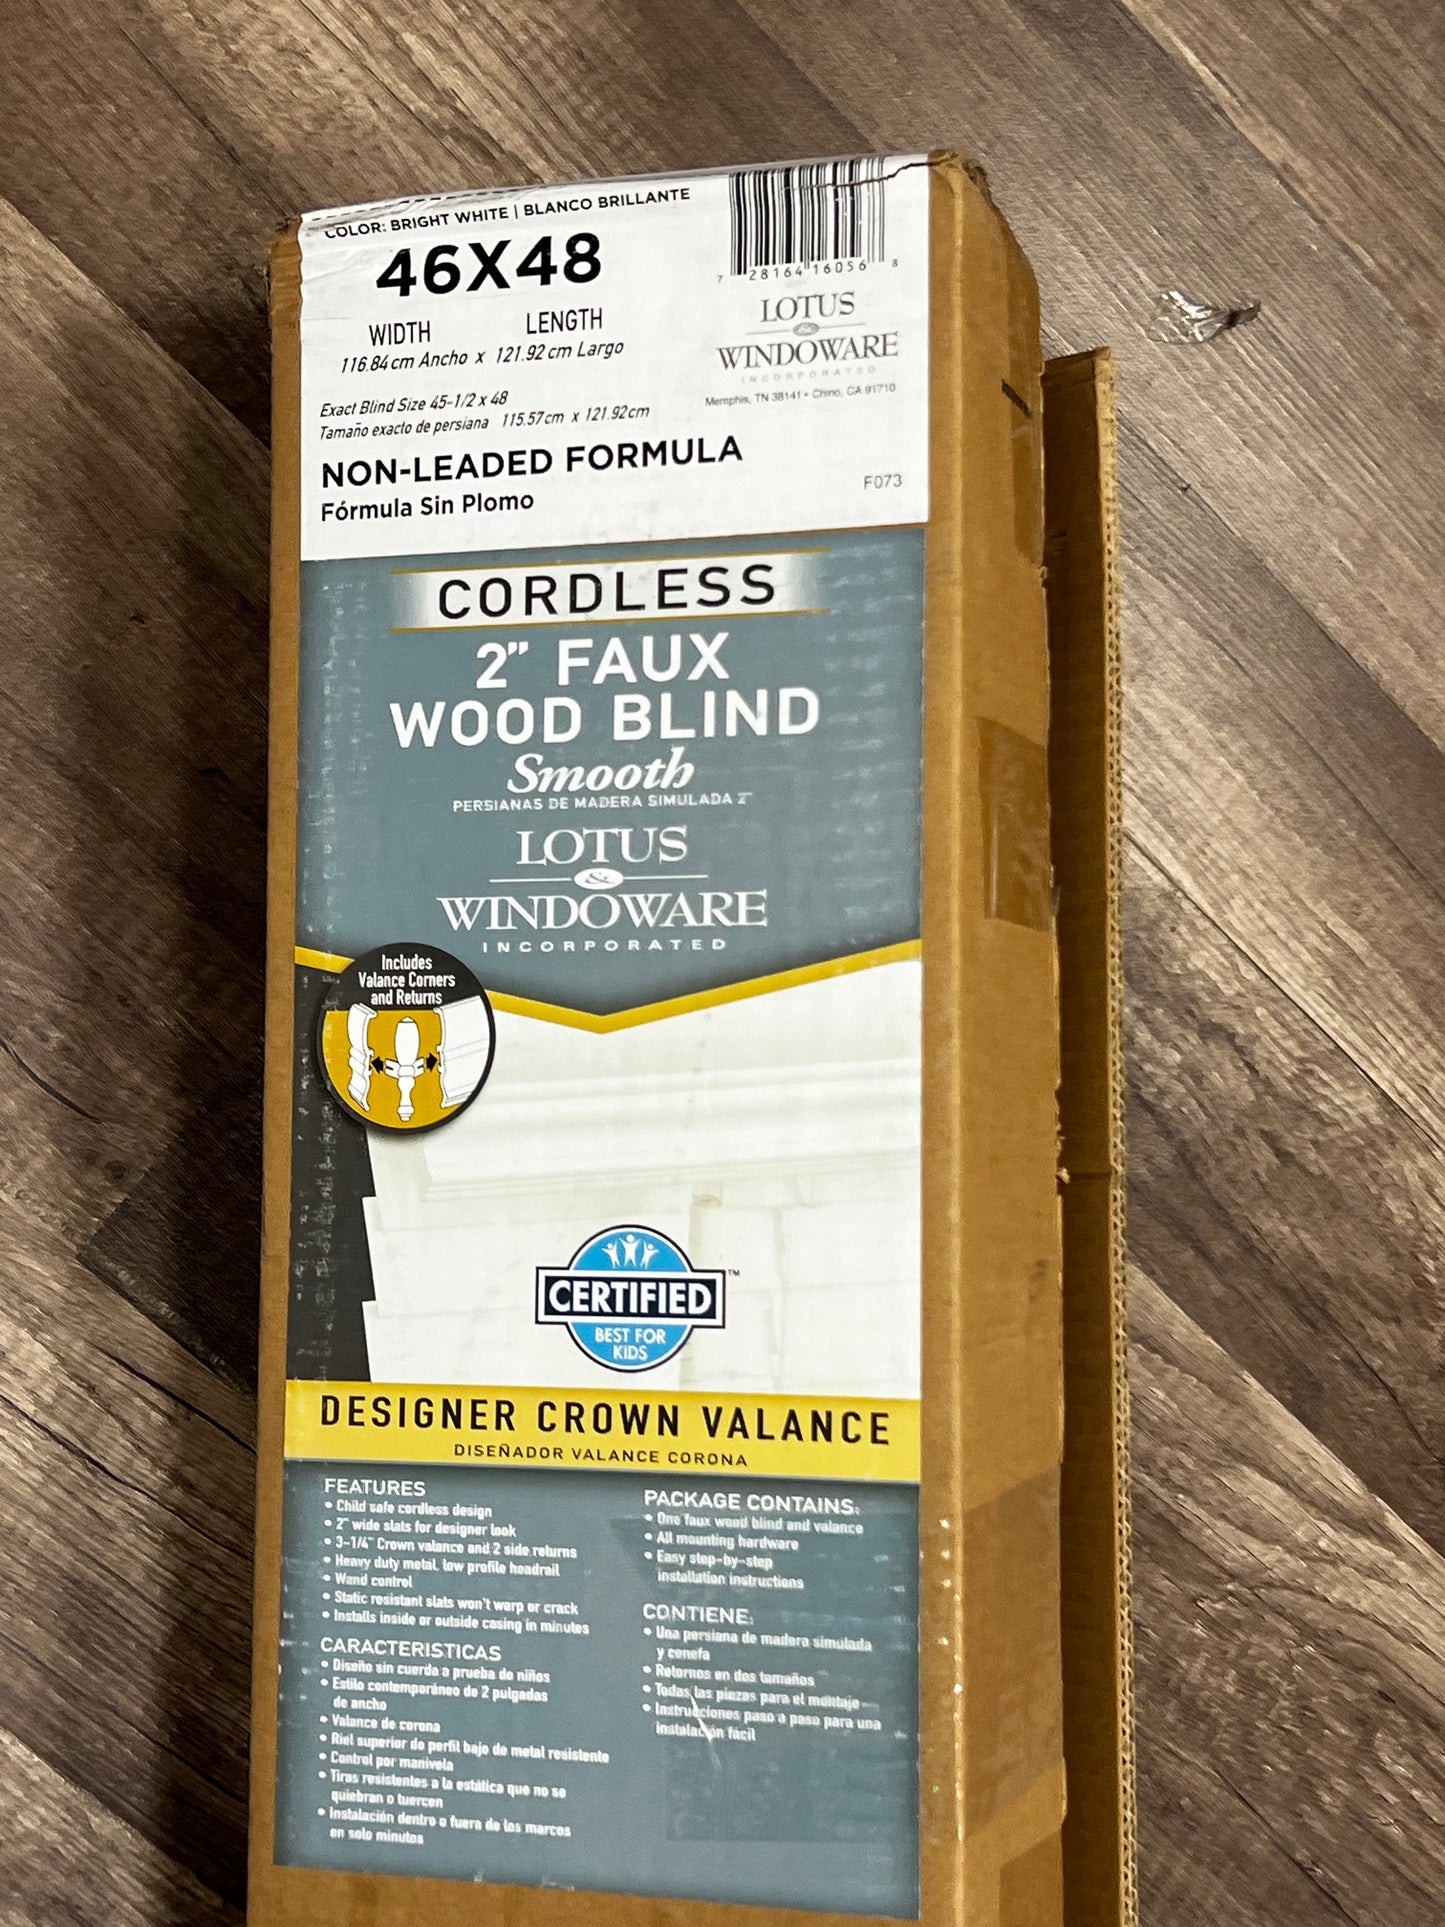 COLOR: BRIGHT WHITE | BLANCO BRILLANTE
46X48
WIDTH LENGTH
116.84 cm Ancho x 121.92 cm Largo
Exact Blind Size 45-1/2 x 48
Tamaño exacto de persiana 115.57cm x 121.92cm
NON-LEADED FORMULA
Fórmula Sin Plomo
7 28164 16056 8
LOTUS
&
WINDOWARE
INCORPORATED
Memphis, TN 38141 • Chino, CA 91710
F073
CORDLESS
2" FAUX
WOOD BLIND
Smooth
PERSIANAS DE MADERA SIMULADA 2"
LOTUS
&
WINDOWARE
INCORPORATED
Includes
Valance Corners
and Returns
CERTIFIED™
BEST FOR
KIDS
DESIGNER CROWN VALANCE
DISEÑADOR VALANCE CORONA
FEATURES
• Child safe cordless design
• 2" wide slats for designer look
• 3-1/4" Crown valance and 2 side returns
• Heavy duty metal, low profile headrail
• Wand control
• Static resistant slats won't warp or crack
• Installs inside or outside casing in minutes
CARACTERISTICAS
• Diseño sin cuerda a prueba de niños
• Estilo contemporáneo de 2 pulgadas
de ancho
• Valance de corona
• Riel superior de perfil bajo de metal resistente
• Control por manivela
• Tiras resistentes a la estática que no se
quiebran o tuercen
• Instalación dentro o fuera de los marcos
en solo minutos
PACKAGE CONTAINS:
• One faux wood blind and valance
• All mounting hardware
• Easy step-by-step
installation instructions
CONTIENE:
• Una persiana de madera simulada
y cenefa
• Retornos en dos tamaños
• Todas las piezas para el montaje
• Instrucciones paso a paso para una
instalación fácil